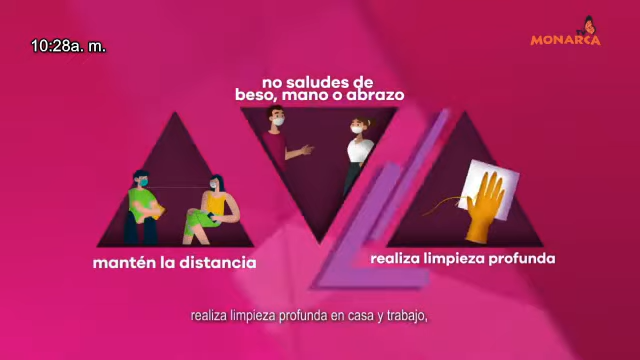 10:28a. m.
TV
MONARCA
no saludes de
beso, mano o abrazo
mantén la distancia
realiza limpieza profunda
realiza limpieza profunda en casa y trabajo,